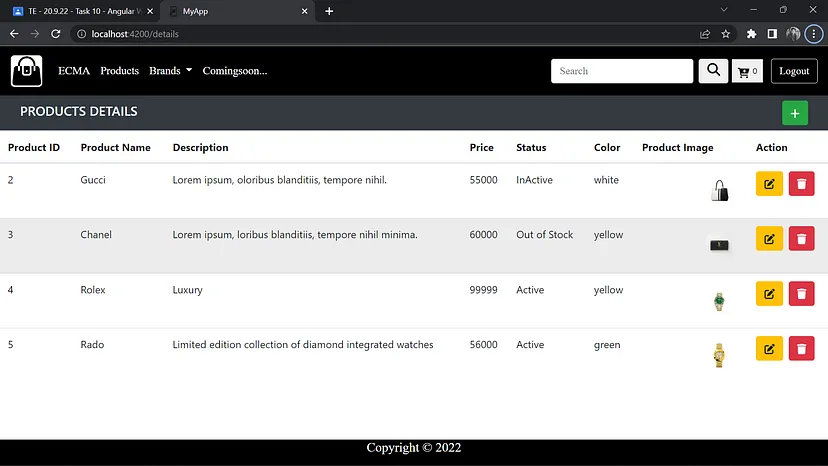 TE - 20.9.22 - Task 10 - Angular W
MyApp
localhost:4200/details
ECMA Products Brands Comingsoon... Search 0 Logout
PRODUCTS DETAILS
Product ID Product Name Description Price Status Color Product Image Action
2 Gucci Lorem ipsum, oloribus blanditiis, tempore nihil. 55000 InActive white
3 Chanel Lorem ipsum, loribus blanditiis, tempore nihil minima. 60000 Out of Stock yellow
4 Rolex Luxury 99999 Active yellow
5 Rado Limited edition collection of diamond integrated watches 56000 Active green
Copyright © 2022